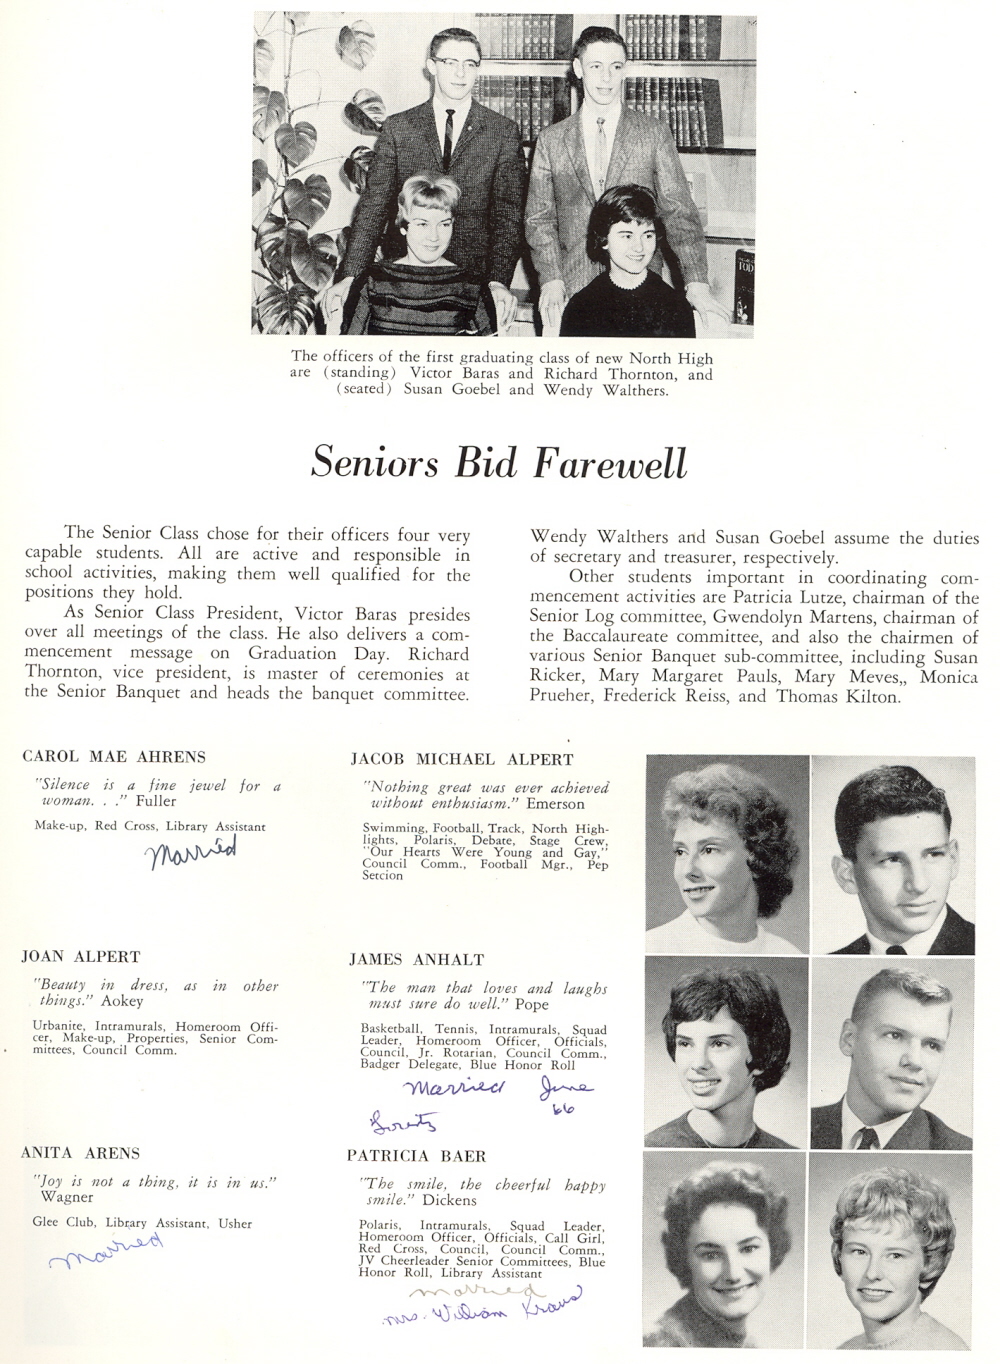 TOD
The officers of the first graduating class of new North High
are (standing) Victor Baras and Richard Thornton, and
(seated) Susan Goebel and Wendy Walthers.
Seniors Bid Farewell
The Senior Class chose for their officers four very
capable students. All are active and responsible in
school activities, making them well qualified for the
positions they hold.
As Senior Class President, Victor Baras presides
over all meetings of the class. He also delivers a com-
mencement message on Graduation Day. Richard
Thornton, vice president, is master of ceremonies at
the Senior Banquet and heads the banquet committee.
Wendy Walthers and Susan Goebel assume the duties
of secretary and treasurer, respectively.
Other students important in coordinating com-
mencement activities are Patricia Lutze, chairman of the
Senior Log committee, Gwendolyn Martens, chairman of
the Baccalaureate committee, and also the chairmen of
various Senior Banquet sub-committee, including Susan
Ricker, Mary Margaret Pauls, Mary Meves,, Monica
Prueher, Frederick Reiss, and Thomas Kilton.
CAROL MAE AHRENS
"Silence is a fine jewel for a
woman. . ." Fuller
Make-up, Red Cross, Library Assistant
Married
JACOB MICHAEL ALPERT
"Nothing great was ever achieved
without enthusiasm." Emerson
Swimming, Football, Track, North High-
lights, Polaris, Debate, Stage Crew,
"Our Hearts Were Young and Gay,"
Council Comm., Football Mgr., Pep
Setcion
JOAN ALPERT
"Beauty in dress, as in other
things." Aokey
Urbanite, Intramurals, Homeroom Offi-
cer, Make-up, Properties, Senior Com-
mittees, Council Comm.
JAMES ANHALT
"The man that loves and laughs
must sure do well." Pope
Basketball, Tennis, Intramurals, Squad
Leader, Homeroom Officer, Officials,
Council, Jr. Rotarian, Council Comm.,
Badger Delegate, Blue Honor Roll
Married June
66
ANITA ARENS
"Joy is not a thing, it is in us."
Wagner
Glee Club, Library Assistant, Usher
Married
PATRICIA BAER
"The smile, the cheerful happy
smile." Dickens
Polaris, Intramurals, Squad Leader,
Homeroom Officer, Officials, Call Girl,
Red Cross, Council, Council Comm.,
JV Cheerleader Senior Committees, Blue
Honor Roll, Library Assistant
married
mrs. William Kraus